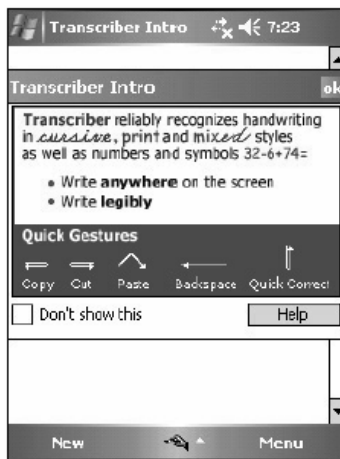 Transcriber Intro 7:23
Transcriber Intro ok
Transcriber reliably recognizes handwriting
in cursive, print and mixed styles
as well as numbers and symbols 32-6+74=
• Write anywhere on the screen
• Write legibly
Quick Gestures
Copy Cut Paste Backspace Quick Correct
Don't show this Help
New Menu